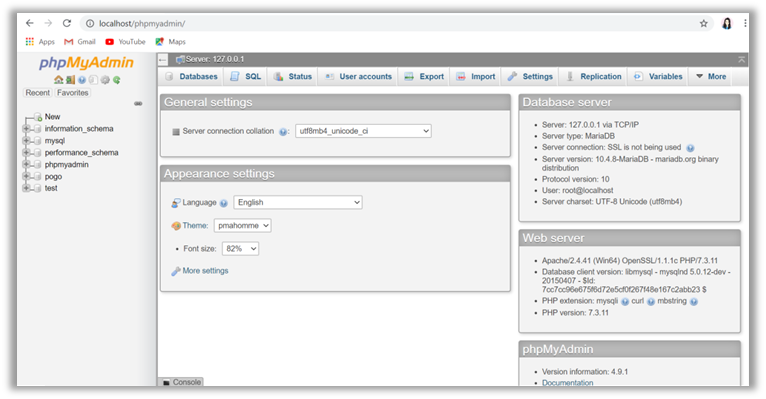 localhost/phpmyadmin/
Apps Gmail YouTube Maps
phpMyAdmin
Recent Favorites
New
information_schema
mysql
performance_schema
phpmyadmin
pogo
test
Server: 127.0.0.1
Databases SQL Status User accounts Export Import Settings Replication Variables More
General settings
Server connection collation : utf8mb4_unicode_ci
Appearance settings
Language English
Theme: pmahomme
• Font size: 82%
More settings
Console
Database server
• Server: 127.0.0.1 via TCP/IP
• Server type: MariaDB
• Server connection: SSL is not being used
• Server version: 10.4.8-MariaDB - mariadb.org binary
distribution
• Protocol version: 10
• User: root@localhost
• Server charset: UTF-8 Unicode (utf8mb4)
Web server
• Apache/2.4.41 (Win64) OpenSSL/1.1.1c PHP/7.3.11
• Database client version: libmysql - mysqlnd 5.0.12-dev -
20150407 - $Id:
7cc7cc96e675f6d72e5cf0f267f48e167c2abb23 $
• PHP extension: mysqli curl mbstring
• PHP version: 7.3.11
phpMyAdmin
• Version information: 4.9.1
• Documentation